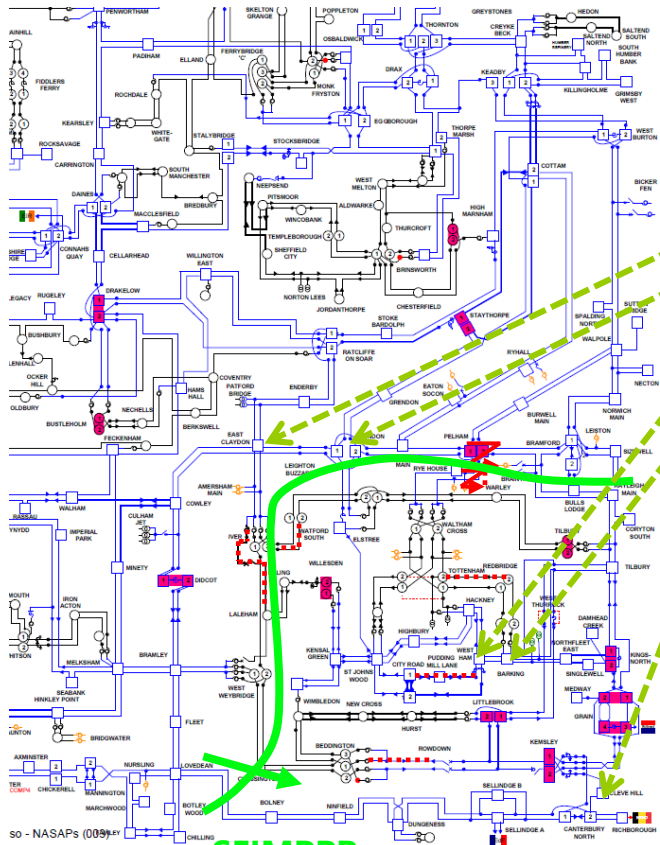 PENWORTHAM
SKELTON
GRANGE
POPPLETON
OSBALDWICK
THORNTON
GREYSTONES
HEDON
CREYKE
BECK
SALTEND
NORTH
SALTEND
SOUTH
SOUTH
HUMBER
BANK
PADIHAM
ELLAND
FERRYBRIDGE
'C'
MONK
FRYSTON
DRAX
KEADBY
KILLINGHOLME
GRIMSBY
WEST
FIDDLERS
FERRY
ROCHDALE
KEARSLEY
WHITE-
GATE
STALYBRIDGE
STOCKSBRIDGE
EGGBOROUGH
THORPE
MARSH
WEST
BURTON
ROCKSAVAGE
CARRINGTON
SOUTH
MANCHESTER
NEEPSEND
PITSMOOR
WEST
MELTON
COTTAM
BICKER
FEN
DAINES
BREDBURY
MACCLESFIELD
WINCOBANK
ALDWARKE
THURCROFT
HIGH
MARNHAM
TEMPLEBOROUGH
SHEFFIELD
CITY
BRINSWORTH
CONNAHS
QUAY
CELLARHEAD
WILLINGTON
EAST
NORTON LEES
JORDANTHORPE
CHESTERFIELD
LEGACY
RUGELEY
DRAKELOW
STOKE
BARDOLPH
STAYTHORPE
SPALDING
NORTH
WALPOLE
BUSHBURY
RATCLIFFE
ON SOAR
RYHALL
OCKER
HILL
OLDBURY
COVENTRY
PATFORD
BRIDGE
ENDERBY
EATON
SOCON
NECTON
HAMS
HALL
GRENDON
NORWICH
MAIN
BUSTLEHOLM
NECHELLS
BERKSWELL
FECKENHAM
EAST
CLAYDON
BURWELL
MAIN
PELHAM
BRAMFORD
LEISTON
LEIGHTON
BUZZARD
MAIN
RYE HOUSE
WARLEY
BULLS
LODGE
MAIN
AMERSHAM
MAIN
WALHAM
COWLEY
IMPERIAL
PARK
CULHAM
JET
IVER
WATFORD
SOUTH
ELSTREE
WALTHAM
CROSS
CORYTON
SOUTH
MINETY
DIDCOT
WILLESDEN
TOTTENHAM
REDBRIDGE
TILBURY
IRON
ACTON
LALEHAM
HACKNEY
DAMHEAD
CREEK
HIGHBURY
BRAMLEY
KENSAL
GREEN
ST JOHNS
WOOD
CITY ROAD
PUDDING
MILL LANE
WEST
HAM
BARKING
NORTHFLEET
EAST
SINGLEWELL
KINGS-
NORTH
MELKSHAM
SEABANK
HINKLEY POINT
WEST
WEYBRIDGE
WIMBLEDON
NEW CROSS
HURST
LITTLEBROOK
MEDWAY
GRAIN
BRIDGWATER
FLEET
BEDDINGTON
ROWDOWN
KEMSLEY
AXMINSTER
CHICKERELL
MANNINGTON
NURSLING
LOVEDEAN
MARCHWOOD
BOTLEY
WOOD
BOLNEY
NINFIELD
DUNGENESS
SELLINDGE B
SELLINDGE A
CANTERBURY
NORTH
RICHBOROUGH
CHILLING